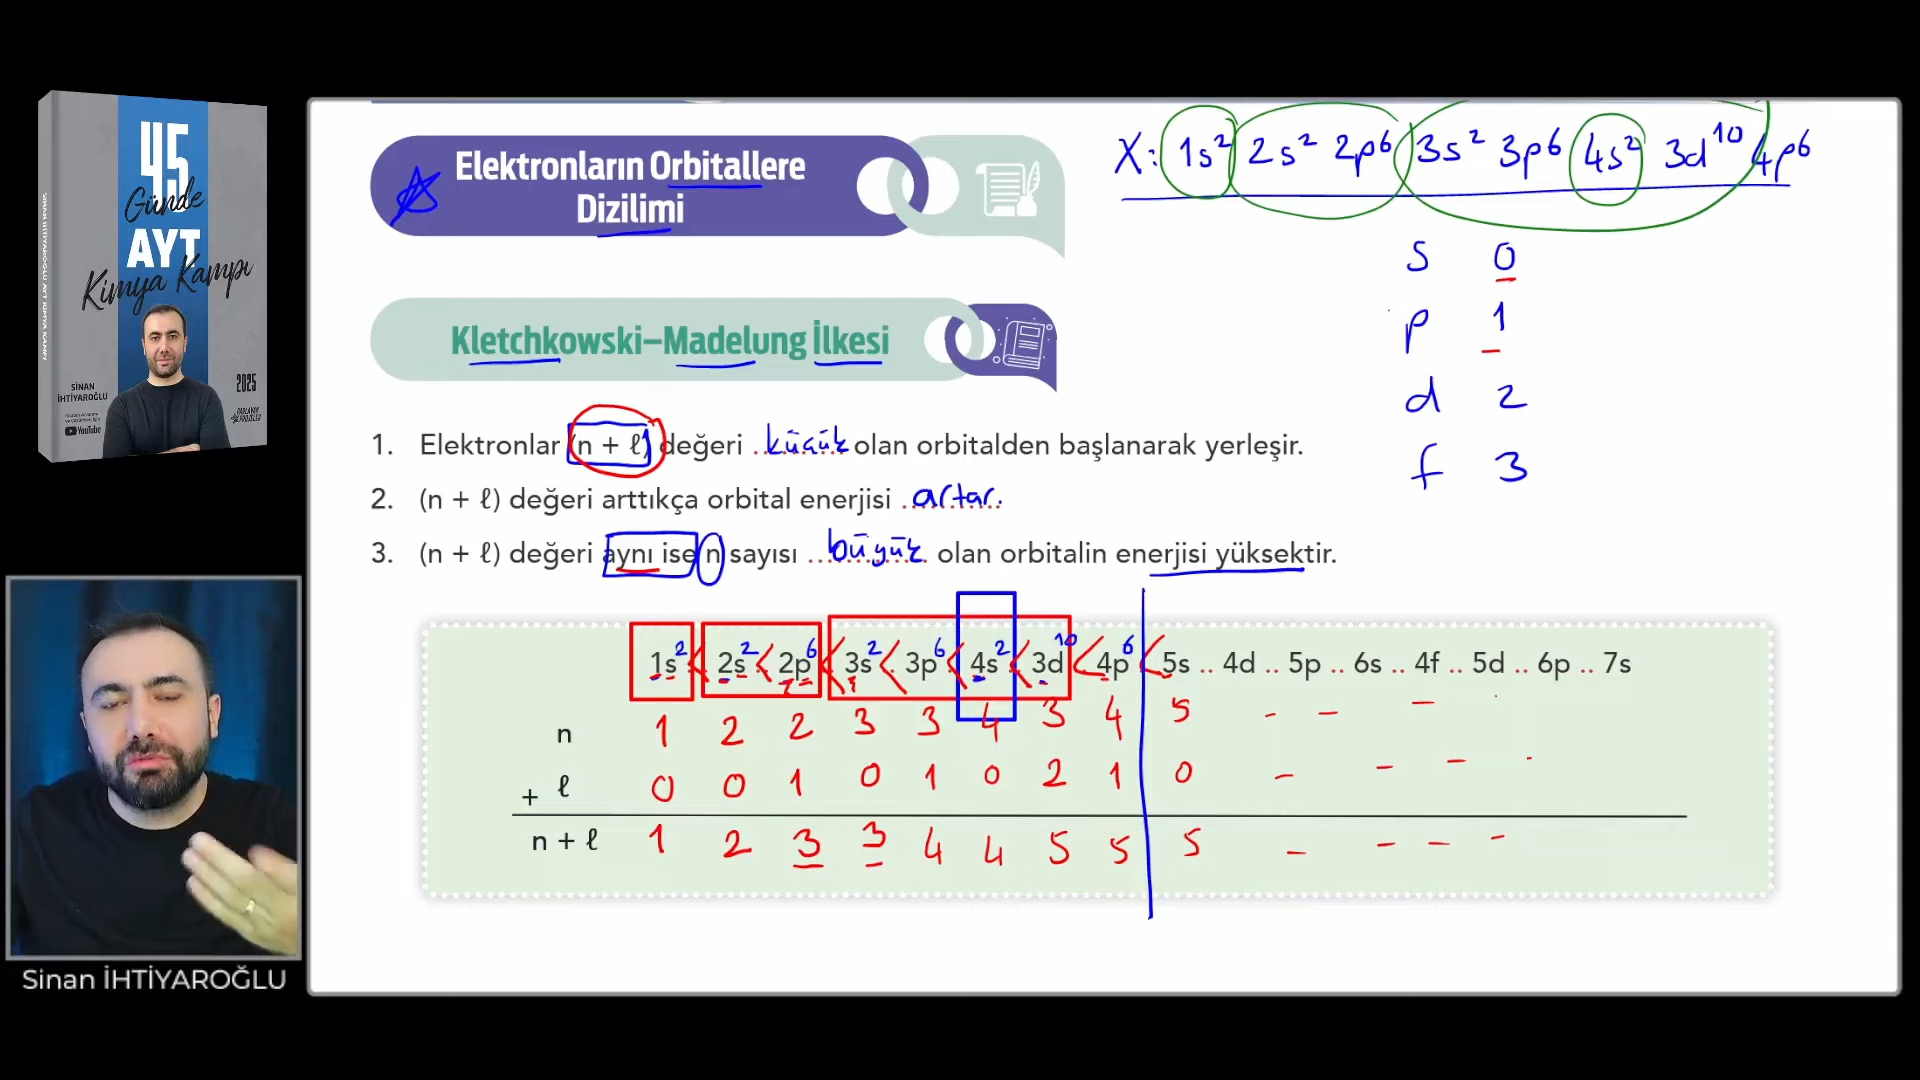 45
Günde
AYT
Kimya Kampı
SİNAN
İHTİYAROĞLU
YouTube
2025
Elektronların Orbitallere
Dizilimi
X: 1s² 2s² 2p⁶ 3s² 3p⁶ 4s² 3d¹⁰ 4p⁶
s 0
p 1
d 2
f 3
Kletchkowski–Madelung İlkesi
1. Elektronlar (n + ℓ) değeri küçük olan orbitalden başlanarak yerleşir.
2. (n + ℓ) değeri arttıkça orbital enerjisi artar.
3. (n + ℓ) değeri aynı ise n sayısı büyük olan orbitalin enerjisi yüksektir.
1s² < 2s² < 2p⁶ < 3s² < 3p⁶ < 4s² < 3d¹⁰ < 4p⁶ < 5s .. 4d .. 5p .. 6s .. 4f .. 5d .. 6p .. 7s
n 1 2 2 3 3 4 3 4 5 - - -
+ ℓ 0 0 1 0 1 0 2 1 0 - - -
n + ℓ 1 2 3 3 4 4 5 5 5 - - - -
Sinan İHTİYAROĞLU